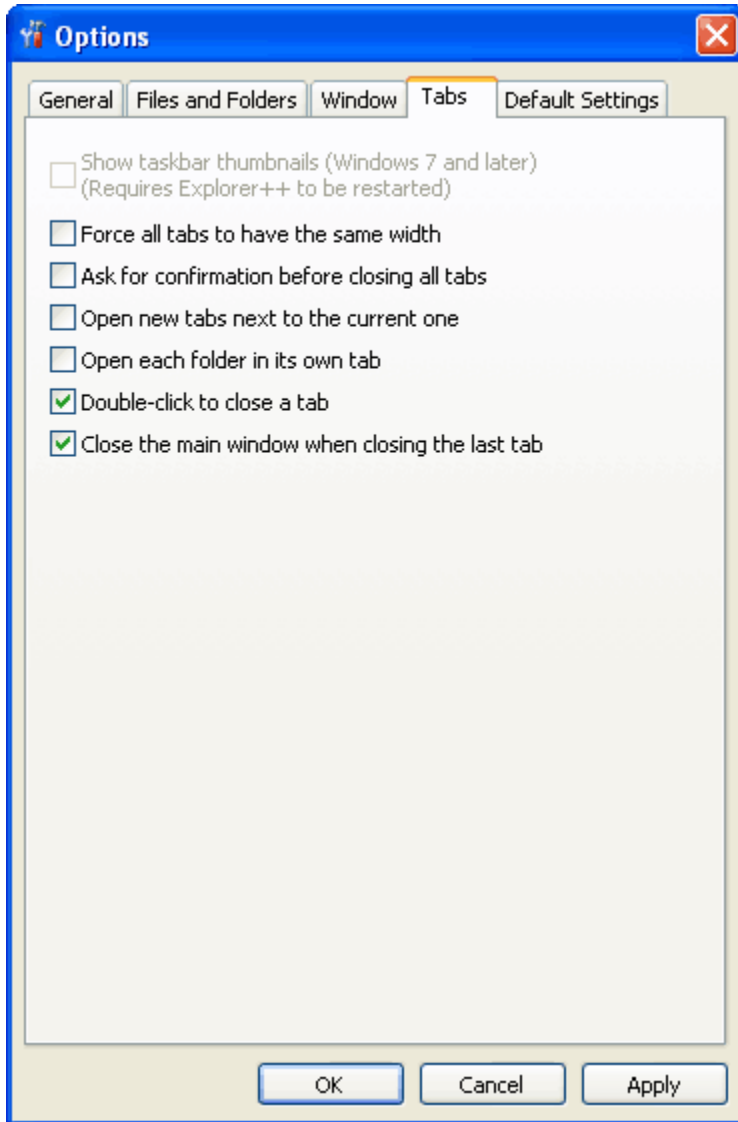 Options
General Files and Folders Window Tabs Default Settings
Show taskbar thumbnails (Windows 7 and later)
(Requires Explorer++ to be restarted)
Force all tabs to have the same width
Ask for confirmation before closing all tabs
Open new tabs next to the current one
Open each folder in its own tab
Double-click to close a tab
Close the main window when closing the last tab
OK Cancel Apply